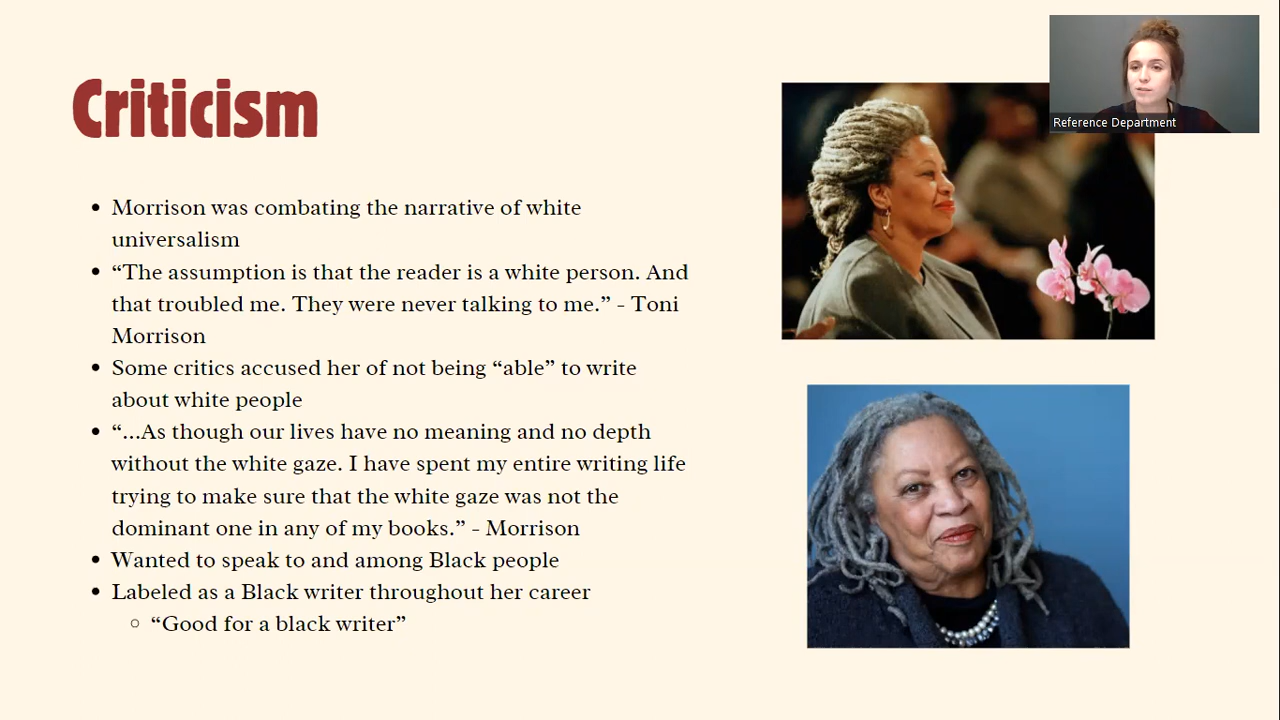 Criticism
Reference Department
• Morrison was combating the narrative of white
universalism
• “The assumption is that the reader is a white person. And
that troubled me. They were never talking to me.” - Toni
Morrison
• Some critics accused her of not being “able” to write
about white people
• “...As though our lives have no meaning and no depth
without the white gaze. I have spent my entire writing life
trying to make sure that the white gaze was not the
dominant one in any of my books.” - Morrison
• Wanted to speak to and among Black people
• Labeled as a Black writer throughout her career
○ “Good for a black writer”